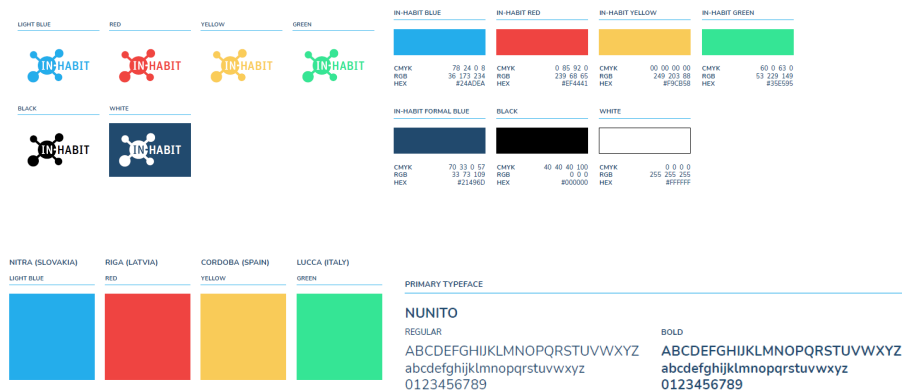 LIGHT BLUE
RED
YELLOW
GREEN
IN:HABIT
IN:HABIT
IN:HABIT
IN:HABIT
BLACK
WHITE
IN:HABIT
IN:HABIT
IN-HABIT BLUE
IN-HABIT RED
IN-HABIT YELLOW
IN-HABIT GREEN
CMYK 78 24 0 8
RGB 36 173 234
HEX #24ADEA
CMYK 0 85 92 0
RGB 239 68 65
HEX #EF4441
CMYK 00 00 00 00
RGB 249 203 88
HEX #F9CB58
CMYK 60 0 63 0
RGB 53 229 149
HEX #35E595
IN-HABIT FORMAL BLUE
BLACK
WHITE
CMYK 70 33 0 57
RGB 33 73 109
HEX #21496D
CMYK 40 40 40 100
RGB 0 0 0
HEX #000000
CMYK 0 0 0 0
RGB 255 255 255
HEX #FFFFFF
NITRA (SLOVAKIA)
LIGHT BLUE
RIGA (LATVIA)
RED
CORDOBA (SPAIN)
YELLOW
LUCCA (ITALY)
GREEN
PRIMARY TYPEFACE
NUNITO
REGULAR
ABCDEFGHIJKLMNOPQRSTUVWXYZ
abcdefghijklmnopqrstuvwxyz
0123456789
BOLD
ABCDEFGHIJKLMNOPQRSTUVWXYZ
abcdefghijklmnopqrstuvwxyz
0123456789